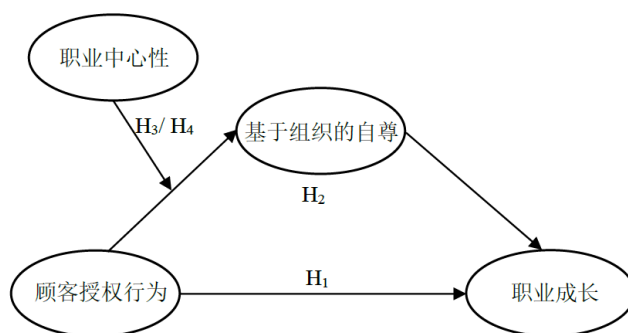 职业中心性
H₃/ H₄
基于组织的自尊
H₂
顾客授权行为
H₁
职业成长